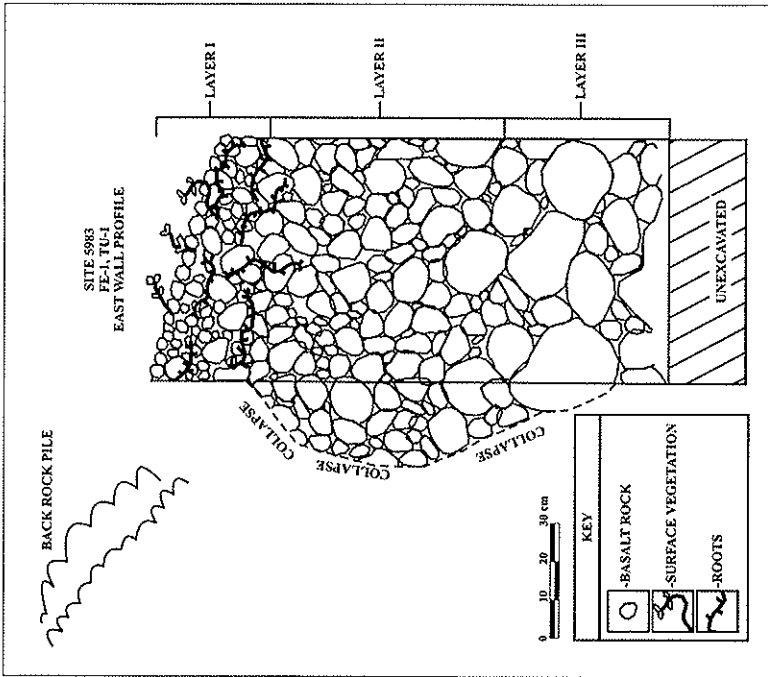 SITE 5983
FE-1, TU-1
EAST WALL PROFILE
BACK ROCK PILE
LAYER I
LAYER II
LAYER III
COLLAPSE
COLLAPSE
COLLAPSE
UNEXCAVATED
0 10 20 30 cm
KEY
-BASALT ROCK
-SURFACE VEGETATION
-ROOTS